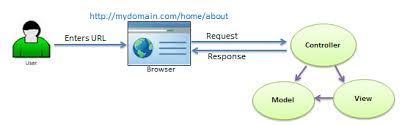 http://mydomain.com/home/about
Enters URL
Request
Controller
Response
user
Browser
Model
View